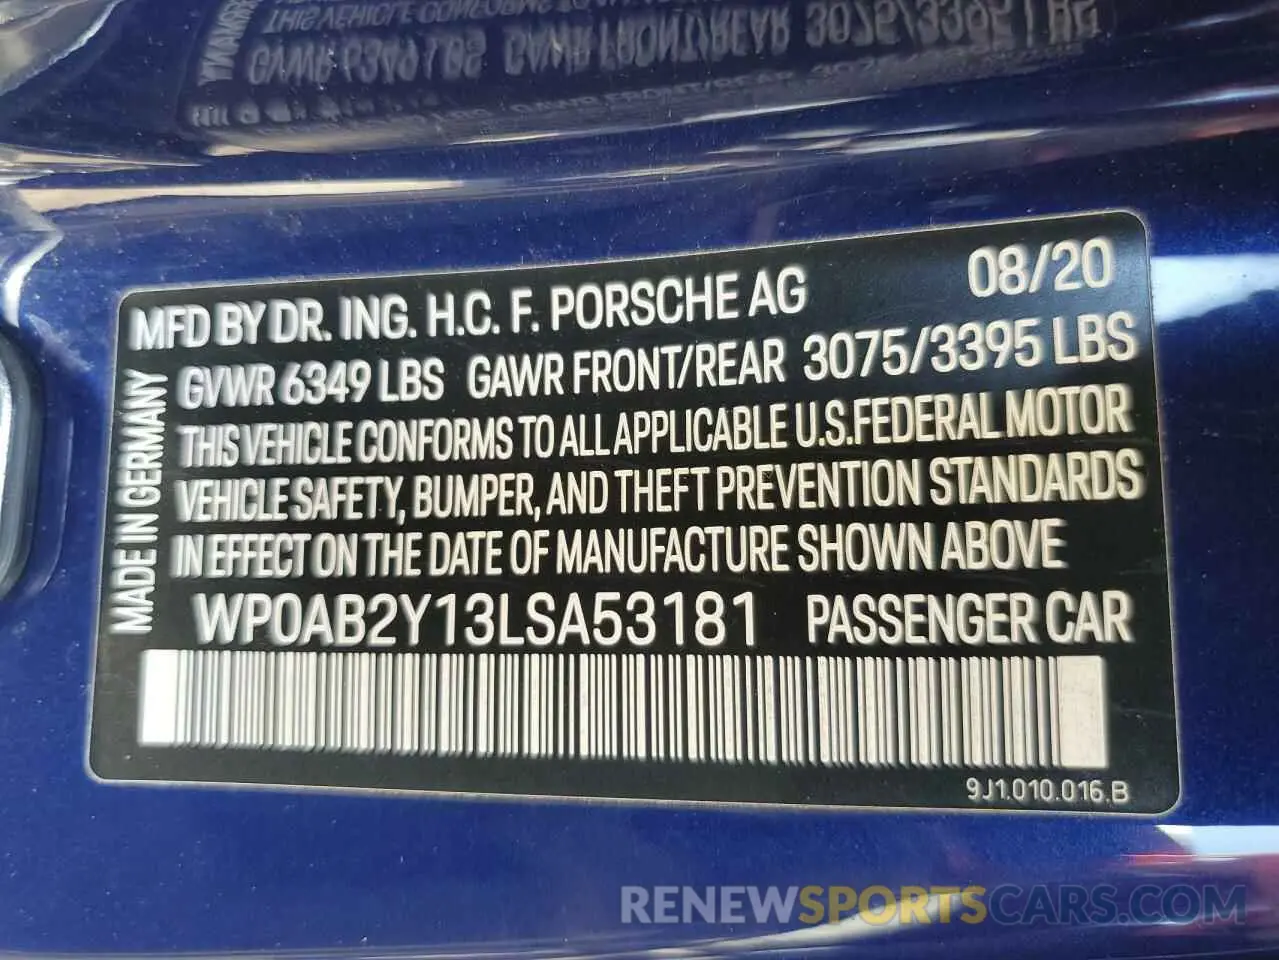 MFD BY DR. ING. H.C. F. PORSCHE AG 08/20
GVWR 6349 LBS GAWR FRONT/REAR 3075/3395 LBS
THIS VEHICLE CONFORMS TO ALL APPLICABLE U.S.FEDERAL MOTOR
VEHICLE SAFETY, BUMPER, AND THEFT PREVENTION STANDARDS
IN EFFECT ON THE DATE OF MANUFACTURE SHOWN ABOVE
WP0AB2Y13LSA53181 PASSENGER CAR
MADE IN GERMANY
9J1.010.016.B
RENEWSPORTSCARS.COM